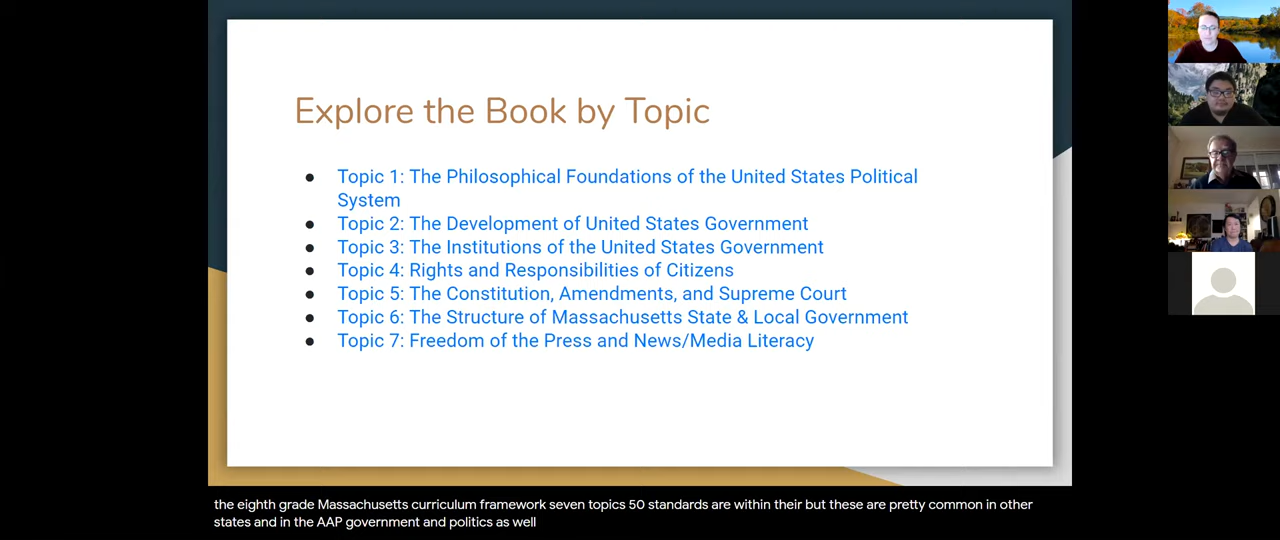 Explore the Book by Topic
● Topic 1: The Philosophical Foundations of the United States Political
System
● Topic 2: The Development of United States Government
● Topic 3: The Institutions of the United States Government
● Topic 4: Rights and Responsibilities of Citizens
● Topic 5: The Constitution, Amendments, and Supreme Court
● Topic 6: The Structure of Massachusetts State & Local Government
● Topic 7: Freedom of the Press and News/Media Literacy
the eighth grade Massachusetts curriculum framework seven topics 50 standards are within their but these are pretty common in other
states and in the AAP government and politics as well